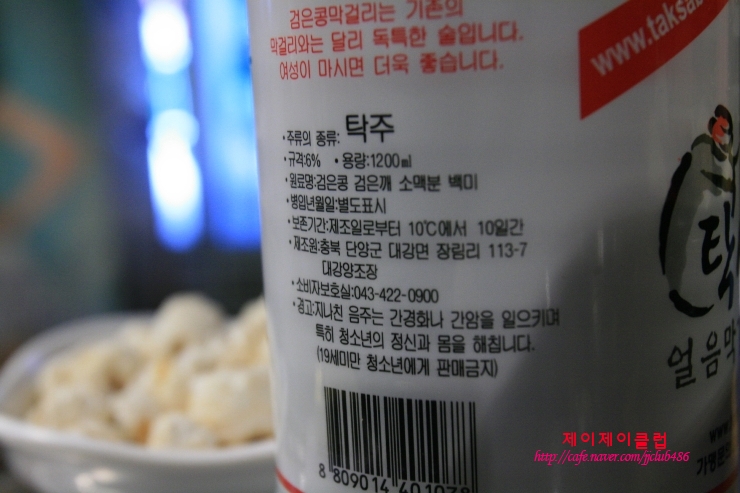 검은콩막걸리는 기존의
막걸리와는 달리 독특한 술입니다.
여성이 마시면 더욱 좋습니다.
www.taksa
·주류의 종류: 탁주
·규격:6% ·용량:1200㎖
·원료명:검은콩 검은깨 소맥분 백미
·병입년월일:별도표시
·보존기간:제조일로부터 10℃에서 10일간
·제조원:충북 단양군 대강면 장림리 113-7
대강양조장
·소비자보호실:043-422-0900
·경고:지나친 음주는 간경화나 간암을 일으키며
특히 청소년의 정신과 몸을 해칩니다.
(19세미만 청소년에게 판매금지)
탁
얼음막
8 809014 401078
제이제이클럽
http://cafe.naver.com/jjclub486